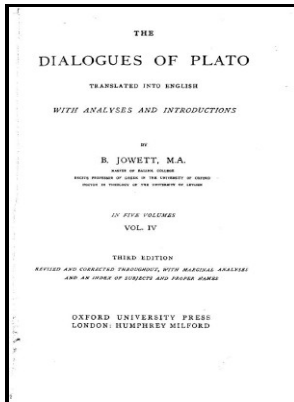 THE
DIALOGUES OF PLATO
TRANSLATED INTO ENGLISH
WITH ANALYSES AND INTRODUCTIONS
BY
B. JOWETT, M.A.
MASTER OF BALLIOL COLLEGE
REGIUS PROFESSOR OF GREEK IN THE UNIVERSITY OF OXFORD
DOCTOR IN THEOLOGY OF THE UNIVERSITY OF LEYDEN
IN FIVE VOLUMES
VOL. IV
THIRD EDITION
REVISED AND CORRECTED THROUGHOUT, WITH MARGINAL ANALYSES
AND AN INDEX OF SUBJECTS AND PROPER NAMES
OXFORD UNIVERSITY PRESS
LONDON: HUMPHREY MILFORD